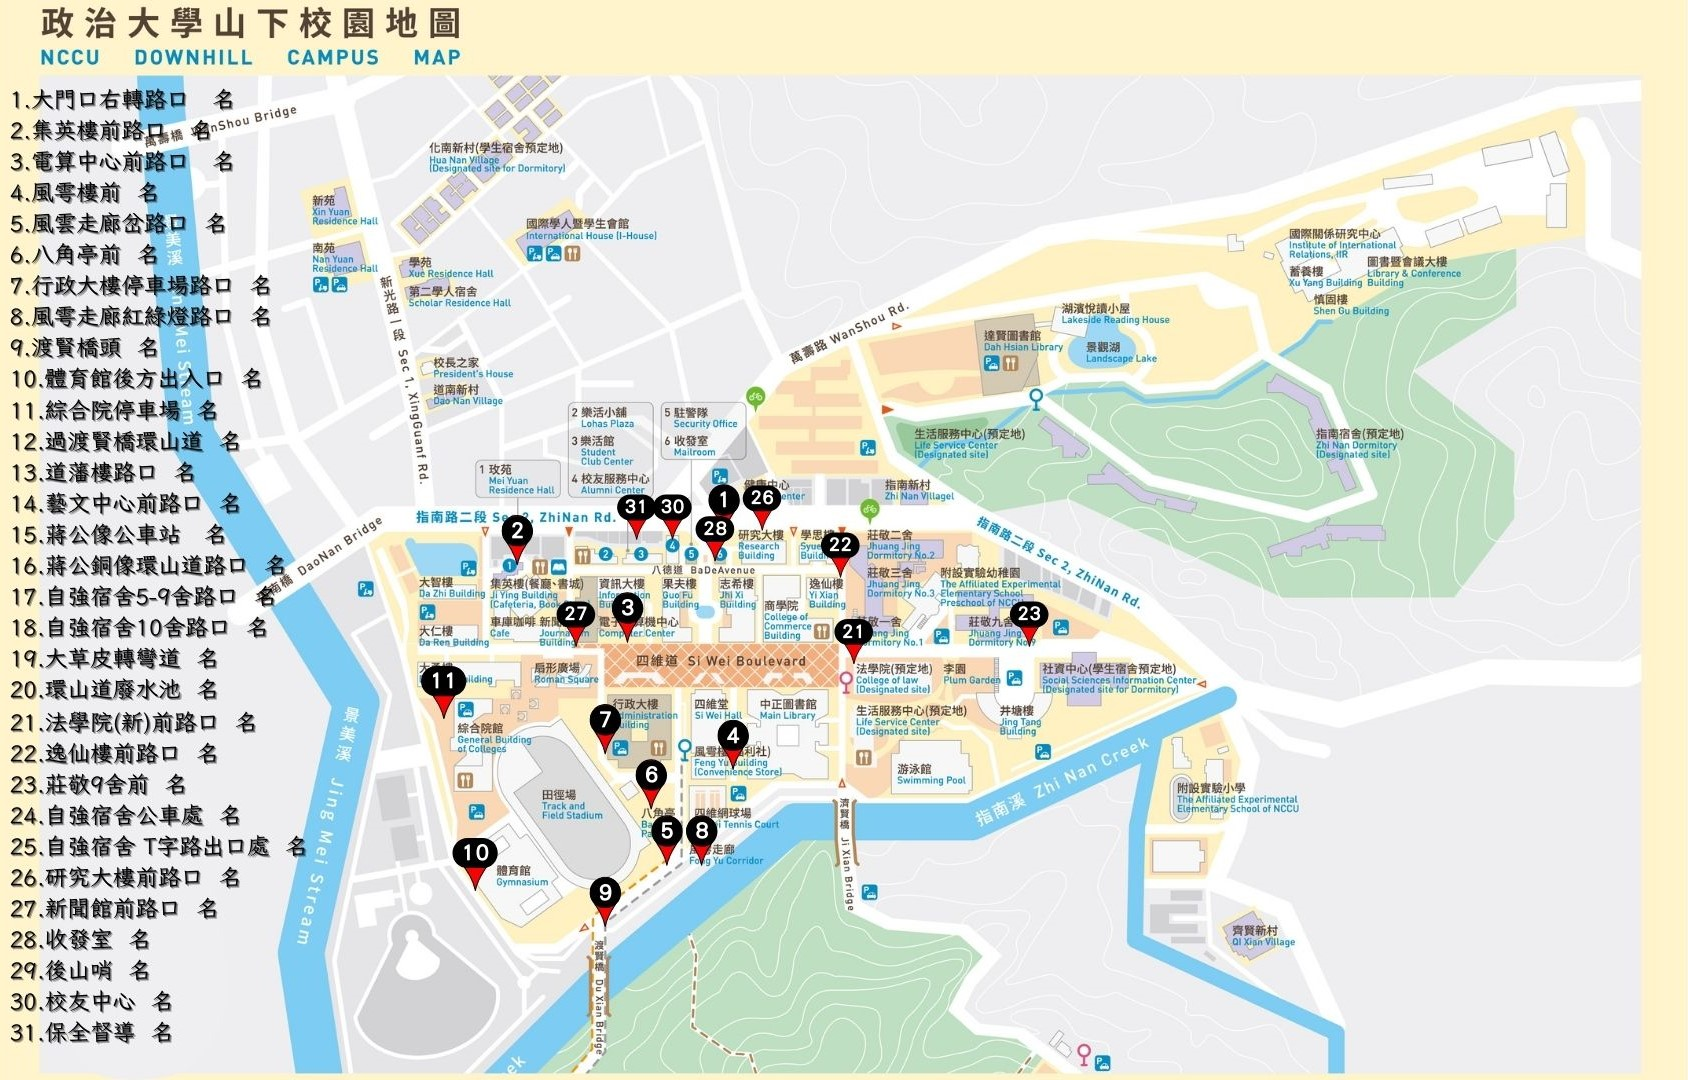 政治大學山下校園地圖
NCCU DOWNHILL CAMPUS MAP
1.大門口右轉路口 名
2.集英樓前路口 名
3.電算中心前路口 名
4.風雩樓前 名
5.風雲走廊岔路口 名
6.八角亭前 名
7.行政大樓停車場路口 名
8.風雩走廊紅綠燈路口 名
9.渡賢橋頭 名
10.體育館後方出入口 名
11.綜合院停車場 名
12.過渡賢橋環山道 名
13.道藩樓路口 名
14.藝文中心前路口 名
15.蔣公像公車站 名
16.蔣公銅像環山道路口 名
17.自強宿舍5-9舍路口 名
18.自強宿舍10舍路口 名
19.大草皮轉彎道 名
20.環山道廢水池 名
21.法學院(新)前路口 名
22.逸仙樓前路口 名
23.莊敬9舍前 名
24.自強宿舍公車處 名
25.自強宿舍 T字路出口處 名
26.研究大樓前路口 名
27.新聞館前路口 名
28.收發室 名
29.後山哨 名
30.校友中心 名
31.保全督導 名
萬壽橋 WanShou Bridge
化南新村(學生宿舍預定地)
Hua Nan Village
(Designated site for Dormitory)
新苑
Xin Yuan
Residence Hall
南苑
Nan Yuan
Residence Hall
國際學人暨學生會館
International House (I-House)
學苑
Xue Residence Hall
第二學人宿舍
Scholar Residence Hall
新光路一段 Sec 1, XingGuanf Rd.
校長之家
President's House
道南新村
Dao Nan Village
國際關係研究中心
Institute of International
Relations, IIR
圖書暨會議大樓
Library & Conference
Building
蓄養樓
Xu Yang Building
慎固樓
Shen Gu Building
湖濱悅讀小屋
Lakeside Reading House
達賢圖書館
Dah Hsian Library
景觀湖
Landscape Lake
萬壽路 WanShou Rd.
生活服務中心(預定地)
Life Service Center
(Designated site)
指南宿舍(預定地)
Zhi Nan Dormitory
(Designated site)
1 玫苑
Mei Yuan
Residence Hall
2 樂活小舖
Lohas Plaza
3 樂活館
Student
Club Center
4 校友服務中心
Alumni Center
5 駐警隊
Security Office
6 收發室
Mailroom
指南新村
Zhi Nan Villagel
指南路二段 Sec 2, ZhiNan Rd.
指南路二段 Sec 2, ZhiNan Rd.
DaoNan Bridge
31
30
1
26
28
2
22
研究大樓
Research
Building
莊敬二舍
Jhuang Jing
Dormitory No.2
八德道 BaDeAvenue
大智樓
Da Zhi Building
集英樓(餐廳、書城)
Ji Ying Building
資訊大樓
果夫樓
Guo Fu
Building
志希樓
Jhi Xi
Building
逸仙樓
Yi Xian
Building
莊敬三舍
Jhuang Jing
Dormitory No.3
附設實驗幼稚園
The Affiliated Experimental
Elementary School
Preschool of NCCU
商學院
College of
Commerce
Building
大仁樓
Da Ren Building
車庫咖啡
Cafe
27
3
21
23
莊敬九舍
四維道 Si Wei Boulevard
扇形廣場
Roman Square
11
法學院(預定地)
College of law
(Designated site)
李園
Plum Garden
社資中心(學生宿舍預定地)
Social Sciences Information Center
(Designated site for Dormitory)
行政大樓
四維堂
Si Wei Hall
中正圖書館
Main Library
生活服務中心(預定地)
Life Service Center
(Designated site)
井塘樓
Jing Tang
Building
綜合院館
General Building
of Colleges
7
4
6
Feng Yu Building
(Convenience Store)
游泳館
Swimming Pool
指南溪 Zhi Nan Creek
田徑場
Track and
Field Stadium
四維網球場
5
8
濟賢橋 Ji Xian Bridge
附設實驗小學
The Affiliated Experimental
Elementary School of NCCU
10
體育館
Gymnasium
9
渡賢橋 Du Xian Bridge
齊賢新村
Qi Xian Village
景美溪 Jing Mei Stream